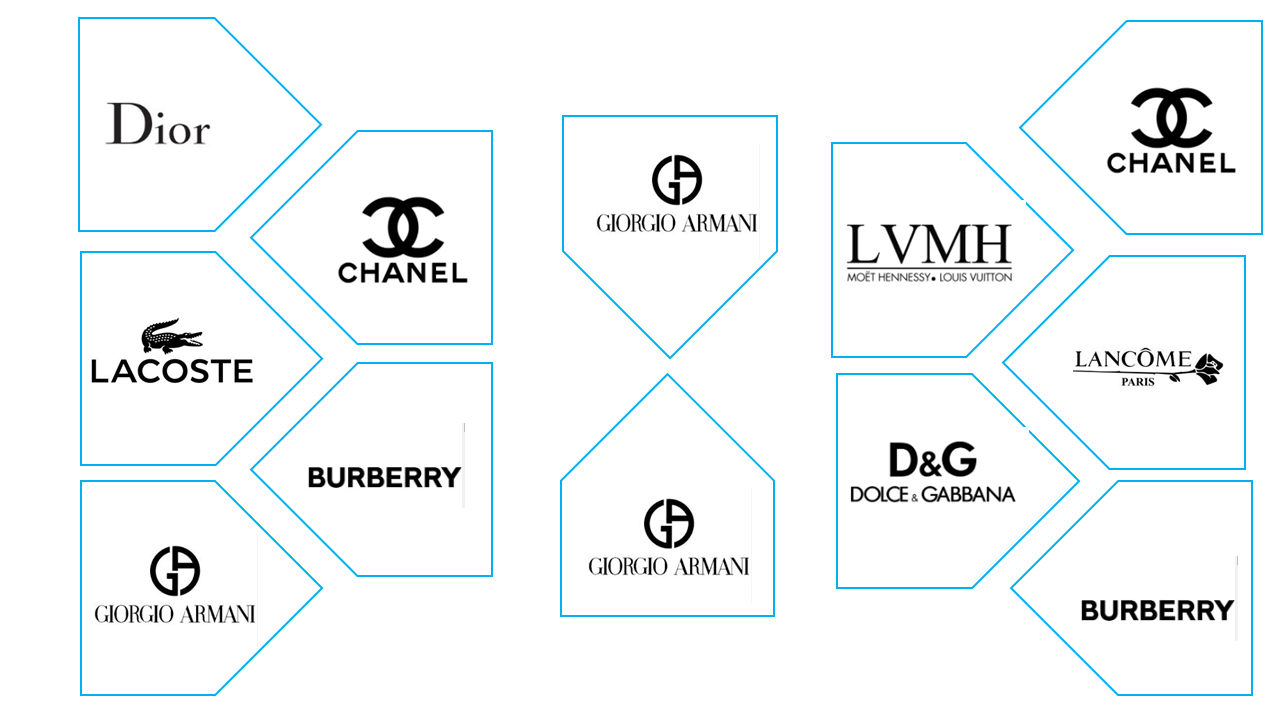 Dior
CHANEL
LACOSTE
BURBERRY
GIORGIO ARMANI
GIORGIO ARMANI
GIORGIO ARMANI
LVMH
MOËT HENNESSY• LOUIS VUITTON
D&G
DOLCE & GABBANA
CHANEL
LANCÔME
PARIS
BURBERRY